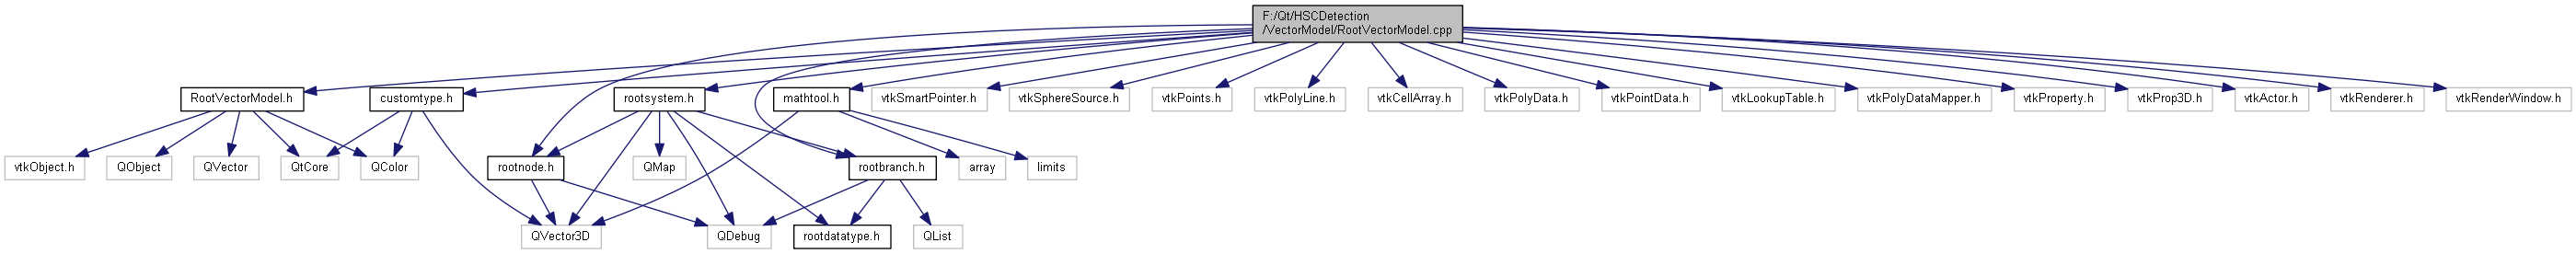 F:/Qt/HSCDetection
/VectorModel/RootVectorModel.cpp
RootVectorModel.h
customtype.h
rootsystem.h
mathtool.h
vtkSmartPointer.h
vtkSphereSource.h
vtkPoints.h
vtkPolyLine.h
vtkCellArray.h
vtkPolyData.h
vtkPointData.h
vtkLookupTable.h
vtkPolyDataMapper.h
vtkProperty.h
vtkProp3D.h
vtkActor.h
vtkRenderer.h
vtkRenderWindow.h
vtkObject.h
QObject
QVector
QtCore
QColor
rootnode.h
QMap
rootbranch.h
array
limits
QVector3D
QDebug
rootdatatype.h
QList